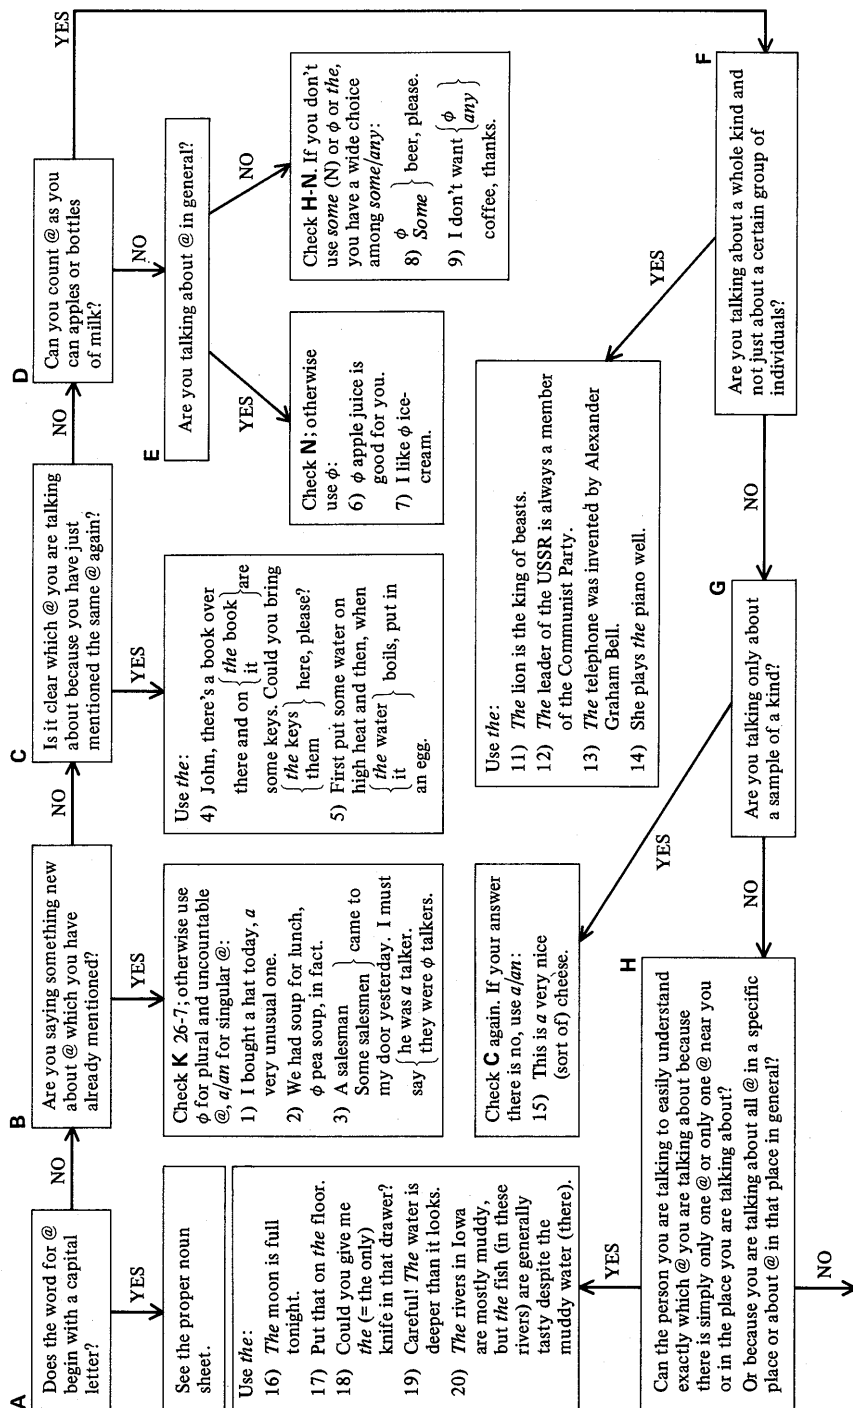 A
Does the word for @
begin with a capital
letter?
YES
NO
See the proper noun
sheet.
B
Are you saying something new
about @ which you have
already mentioned?
YES
NO
Check K 26-7; otherwise use
ϕ for plural and uncountable
@, a/an for singular @:
1) I bought a hat today, a
very unusual one.
2) We had soup for lunch,
ϕ pea soup, in fact.
3) A salesman
Some salesmen } came to
my door yesterday. I must
say { he was a talker.
they were ϕ talkers.
C
Is it clear which @ you are talking
about because you have just
mentioned the same @ again?
YES
NO
Use the:
4) John, there's a book over
there and on { the book
it } are
some keys. Could you bring
{ the keys
them } here, please?
5) First put some water on
high heat and then, when
{ the water
it } boils, put in
an egg.
D
Can you count @ as you
can apples or bottles
of milk?
YES
NO
E
Are you talking about @ in general?
YES
NO
Check N; otherwise
use ϕ:
6) ϕ apple juice is
good for you.
7) I like ϕ ice-
cream.
Check H-N. If you don't
use some (N) or ϕ or the,
you have a wide choice
among some/any:
8) ϕ
Some } beer, please.
9) I don't want { ϕ
any }
coffee, thanks.
F
Are you talking about a whole kind and
not just about a certain group of
individuals?
YES
NO
Use the:
11) The lion is the king of beasts.
12) The leader of the USSR is always a member
of the Communist Party.
13) The telephone was invented by Alexander
Graham Bell.
14) She plays the piano well.
G
Are you talking only about
a sample of a kind?
YES
NO
Check C again. If your answer
there is no, use a/an:
15) This is a very nice
(sort of) cheese.
H
Can the person you are talking to easily understand
exactly which @ you are talking about because
there is simply only one @ or only one @ near you
or in the place you are talking about?
Or because you are talking about all @ in a specific
place or about @ in that place in general?
YES
NO
Use the:
16) The moon is full
tonight.
17) Put that on the floor.
18) Could you give me
the (= the only)
knife in that drawer?
19) Careful! The water is
deeper than it looks.
20) The rivers in Iowa
are mostly muddy,
but the fish (in these
rivers) are generally
tasty despite the
muddy water (there).